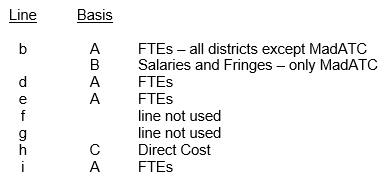 Line Basis
b A FTEs – all districts except MadATC
B Salaries and Fringes – only MadATC
d A FTEs
e A FTEs
f line not used
g line not used
h C Direct Cost
i A FTEs